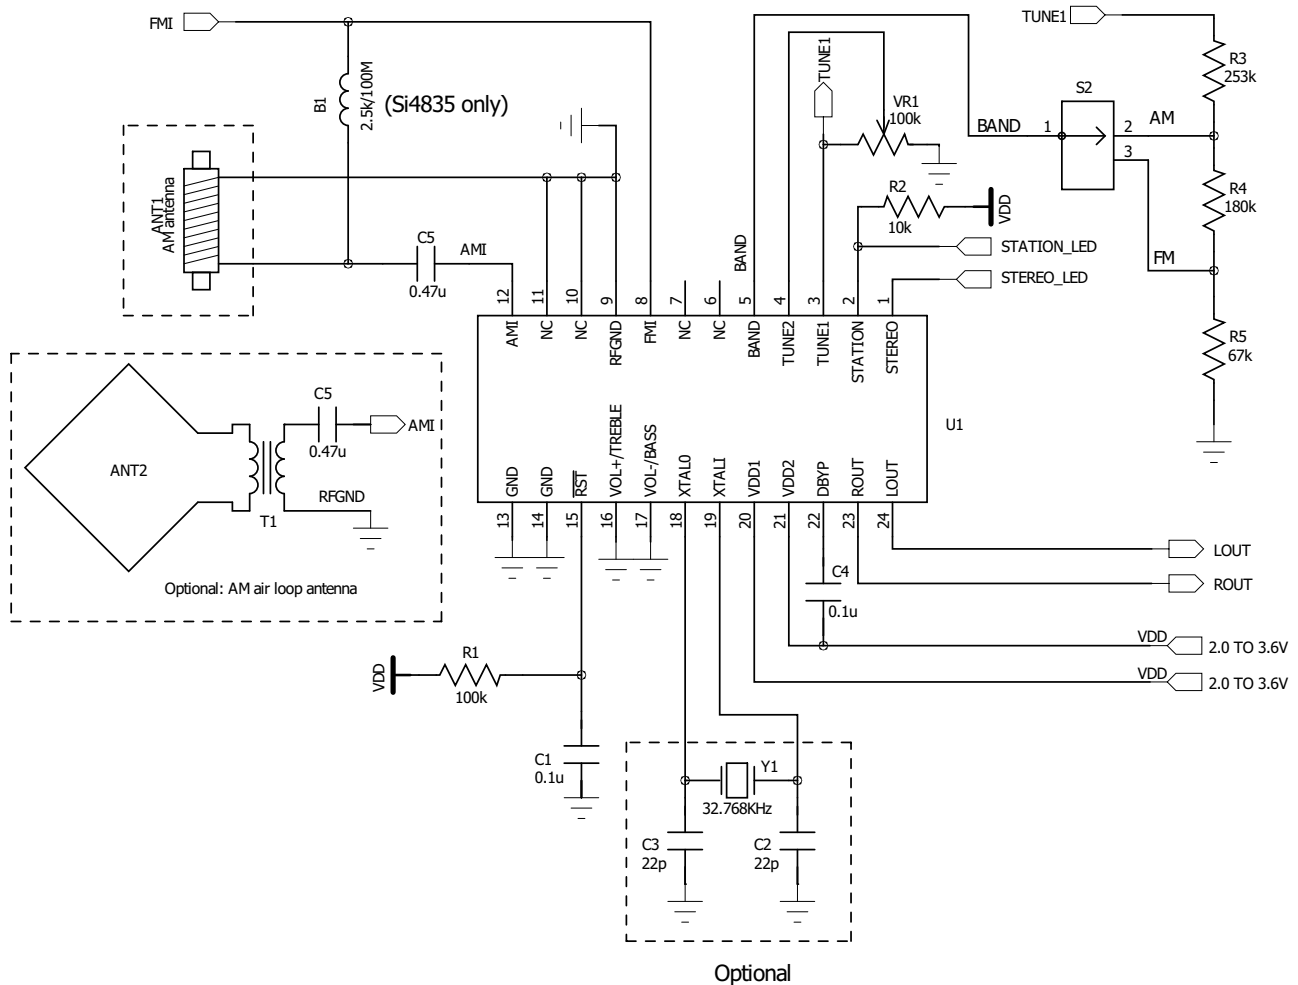 FMI
TUNE1
B1
2.5k/100M
(Si4835 only)
TUNE1
VR1
100k
R3
253k
S2
BAND
1
2
AM
3
R4
180k
ANT1
AM antenna
R2
10k
VDD
STATION_LED
FM
STEREO_LED
C5
0.47u
AMI
BAND
12
11
10
9
8
7
6
5
4
3
2
1
AMI
NC
NC
RFGND
FMI
NC
NC
BAND
TUNE2
TUNE1
STATION
STEREO
R5
67k
U1
C5
0.47u
AMI
ANT2
RFGND
T1
Optional: AM air loop antenna
GND
GND
RST
VOL+/TREBLE
VOL-/BASS
XTAL0
XTALI
VDD1
VDD2
DBYP
ROUT
LOUT
13
14
15
16
17
18
19
20
21
22
23
24
LOUT
C4
0.1u
ROUT
VDD
2.0 TO 3.6V
VDD
2.0 TO 3.6V
VDD
R1
100k
C1
0.1u
Y1
32.768KHz
C3
22p
C2
22p
Optional